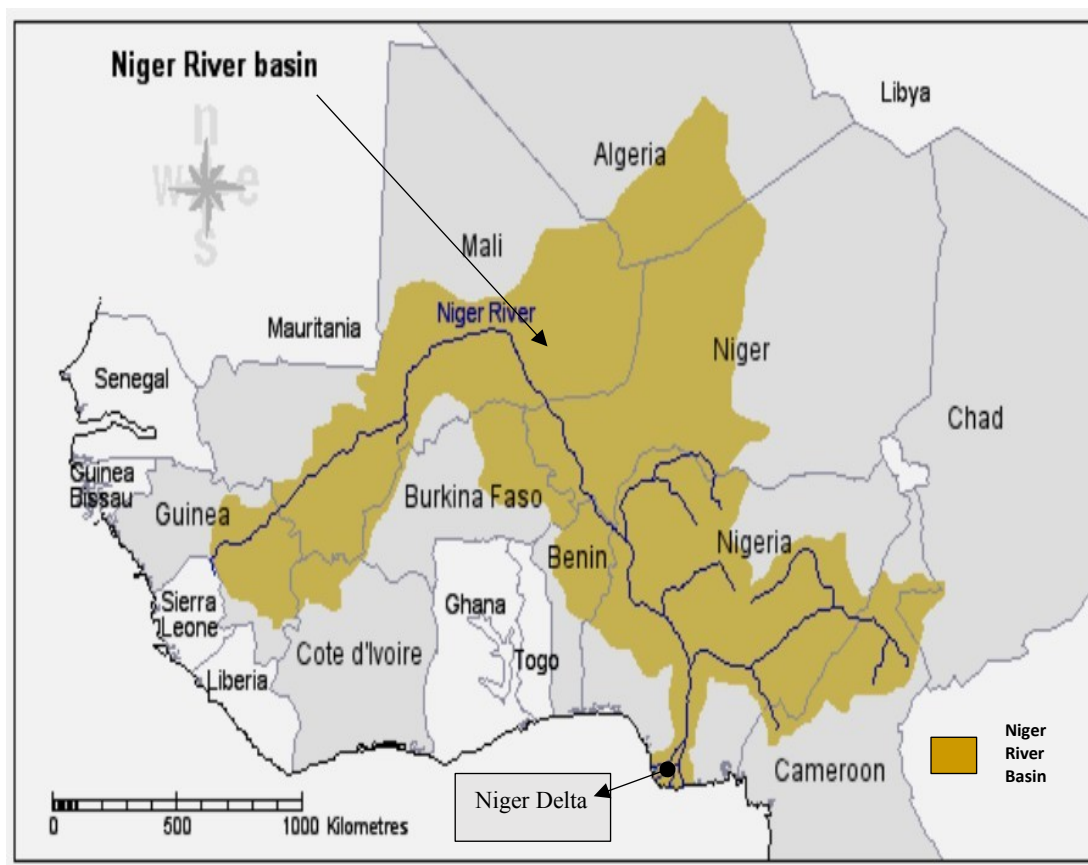 Niger River basin
n
w e
s
Libya
Algeria
Mali
Niger River
Mauritania
Niger
Senegal
Chad
Guinea
Bissau
Guinea
Burkina Faso
Nigeria
Benin
Sierra
Leone
Ghana
Cote d'Ivoire
Togo
Liberia
Niger
River
Basin
Cameroon
Niger Delta
0 500 1000 Kilometres